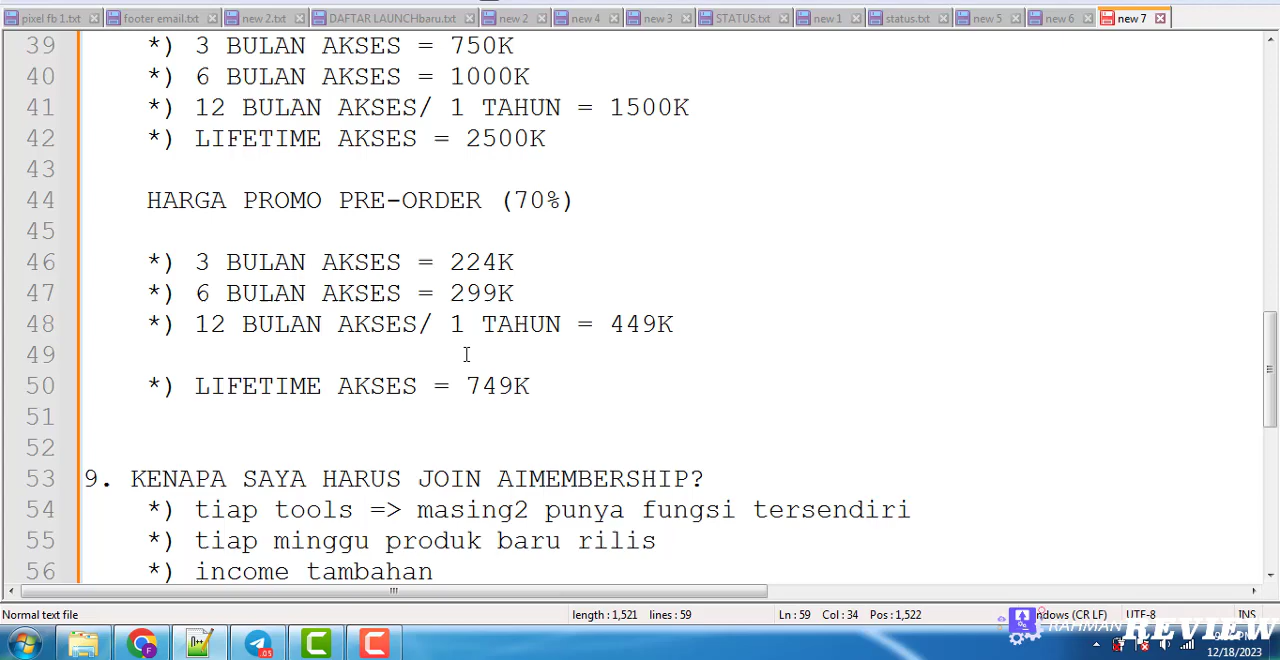 pixel fb 1.txt footer email.txt new 2.txt DAFTAR LAUNCHbaru.txt new 2 new 4 new 3 STATUS.txt new 1 status.txt new 5 new 6 new 7
39 *) 3 BULAN AKSES = 750K
40 *) 6 BULAN AKSES = 1000K
41 *) 12 BULAN AKSES/ 1 TAHUN = 1500K
42 *) LIFETIME AKSES = 2500K
43
44 HARGA PROMO PRE-ORDER (70%)
45
46 *) 3 BULAN AKSES = 224K
47 *) 6 BULAN AKSES = 299K
48 *) 12 BULAN AKSES/ 1 TAHUN = 449K
49
50 *) LIFETIME AKSES = 749K
51
52
53 9. KENAPA SAYA HARUS JOIN AIMEMBERSHIP?
54 *) tiap tools => masing2 punya fungsi tersendiri
55 *) tiap minggu produk baru rilis
56 *) income tambahan
Normal text file length : 1,521 lines : 59 Ln : 59 Col : 34 Pos : 1,522 ndows (CR LF) UTF-8 INS
RAHMAN REVIEW
12/18/2023